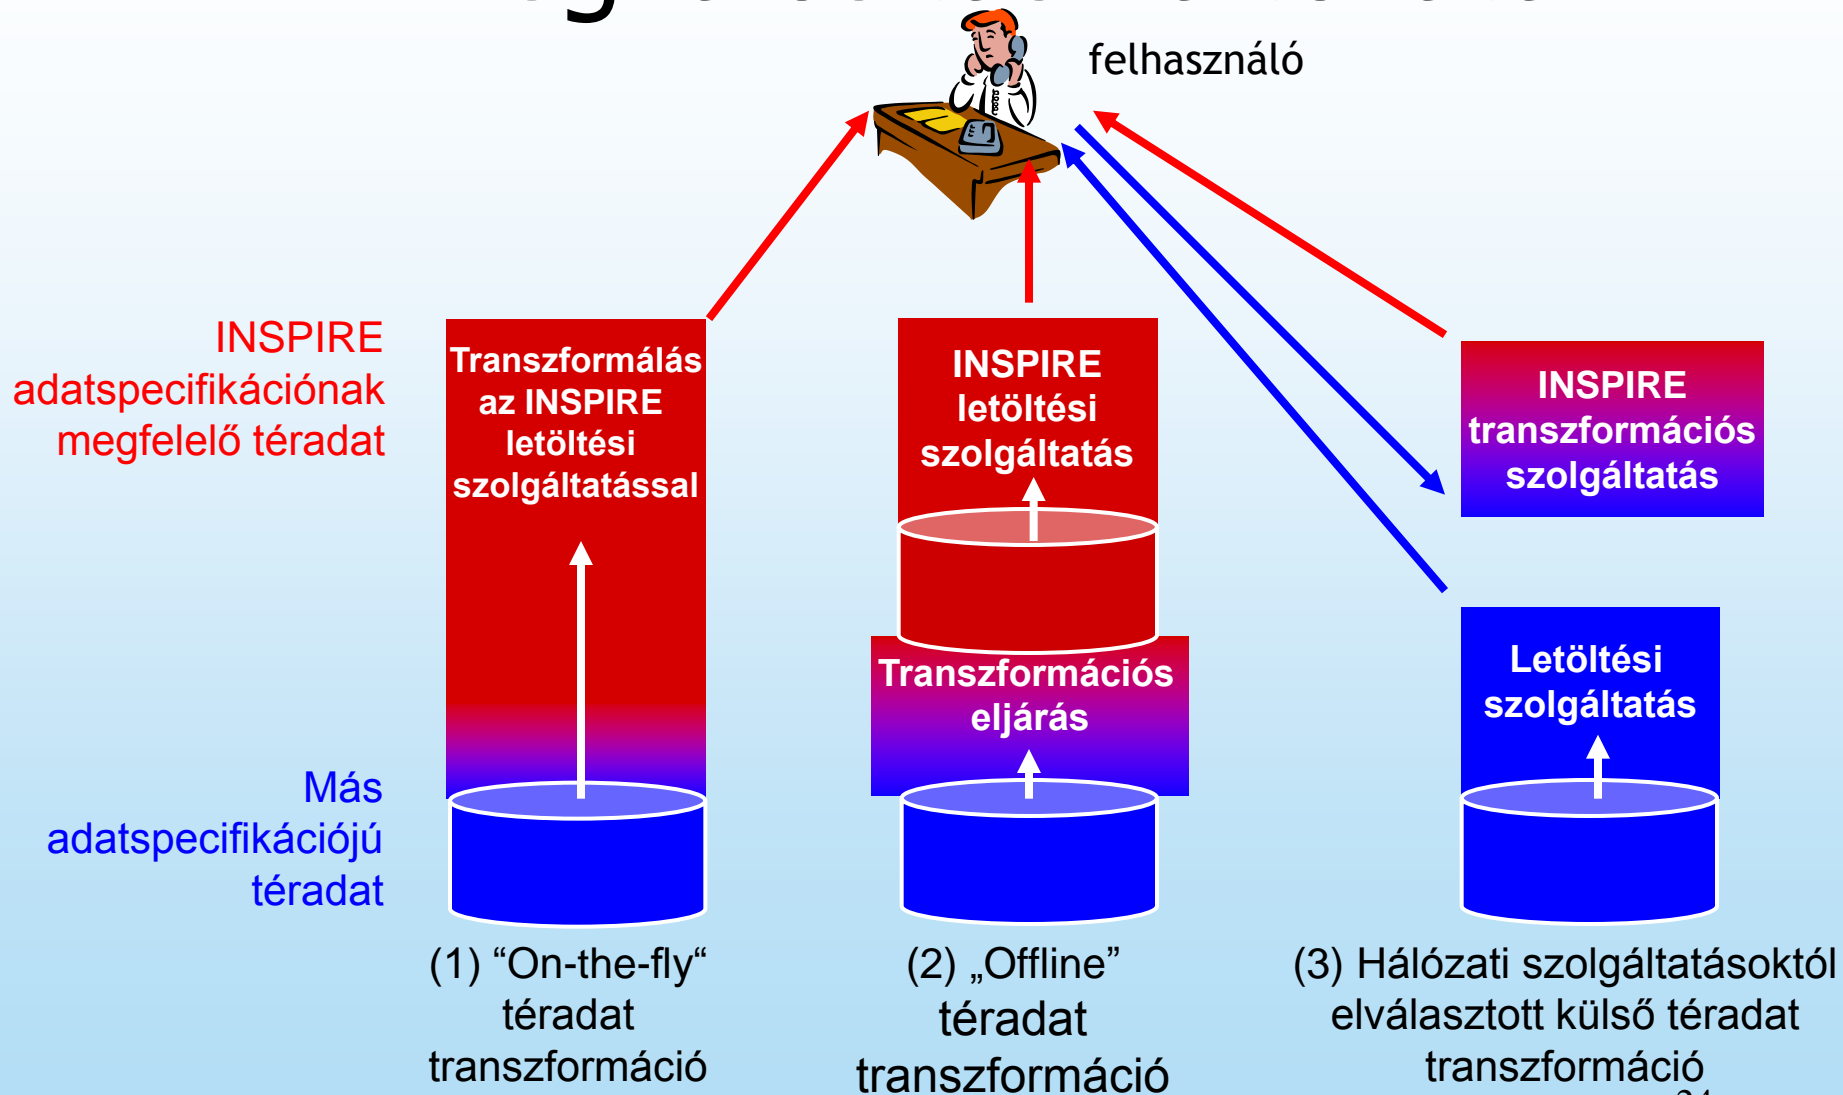 felhasználó
INSPIRE
adatspecifikációnak
megfelelő téradat
Transzformálás
az INSPIRE
letöltési
szolgáltatással
INSPIRE
letöltési
szolgáltatás
INSPIRE
transzformációs
szolgáltatás
Transzformációs
eljárás
Letöltési
szolgáltatás
Más
adatspecifikációjú
téradat
(1) “On-the-fly“
téradat
transzformáció
(2) „Offline”
téradat
transzformáció
(3) Hálózati szolgáltatásoktól
elválasztott külső téradat
transzformáció